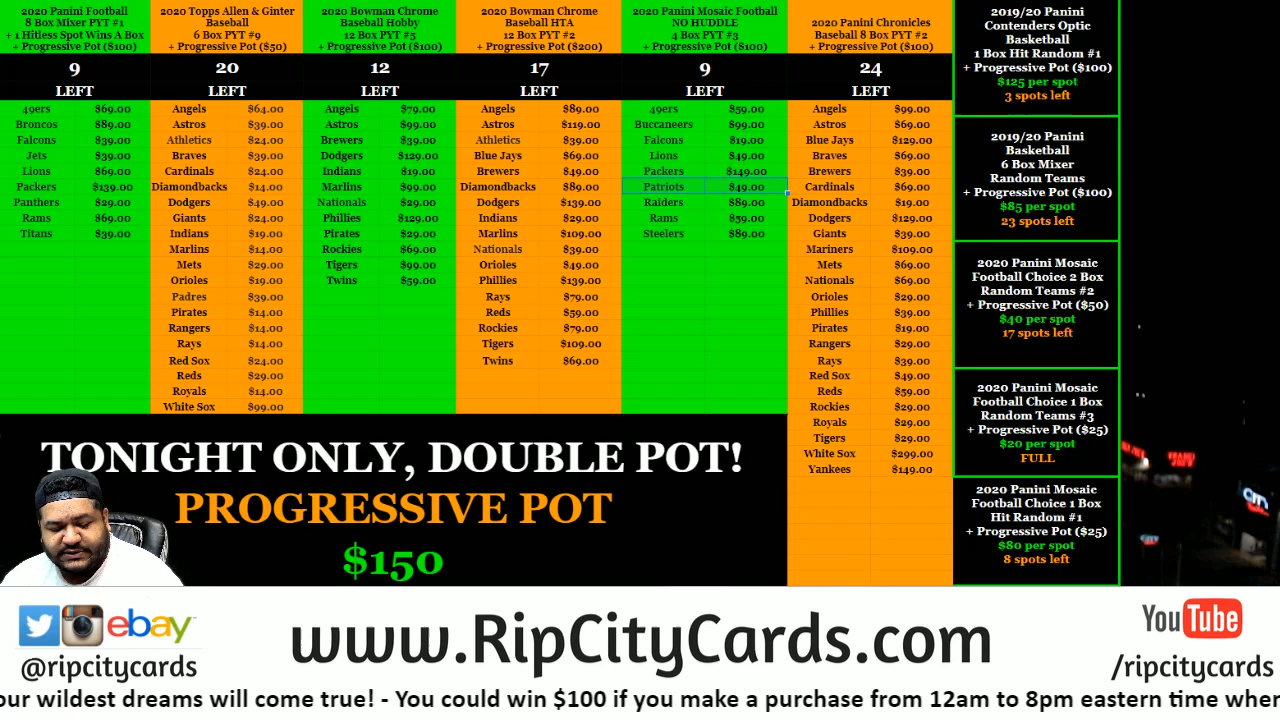 2020 Panini Football
8 Box Mixer PYT #1
+ 1 Hitless Spot Wins A Box
+ Progressive Pot ($100)
9
LEFT
49ers $69.00
Broncos $89.00
Falcons $39.00
Jets $39.00
Lions $69.00
Packers $139.00
Panthers $29.00
Rams $69.00
Titans $39.00
2020 Topps Allen & Ginter
Baseball
6 Box PYT #9
+ Progressive Pot ($50)
20
LEFT
Angels $64.00
Astros $39.00
Athletics $24.00
Braves $39.00
Cardinals $24.00
Diamondbacks $14.00
Dodgers $49.00
Giants $24.00
Indians $19.00
Marlins $14.00
Mets $29.00
Orioles $19.00
Padres $39.00
Pirates $14.00
Rangers $14.00
Rays $14.00
Red Sox $24.00
Reds $29.00
Royals $14.00
White Sox $99.00
2020 Bowman Chrome
Baseball Hobby
12 Box PYT #5
+ Progressive Pot ($100)
12
LEFT
Angels $79.00
Astros $99.00
Brewers $39.00
Dodgers $129.00
Indians $19.00
Marlins $99.00
Nationals $29.00
Phillies $129.00
Pirates $29.00
Rockies $69.00
Tigers $99.00
Twins $59.00
2020 Bowman Chrome
Baseball HTA
12 Box PYT #2
+ Progressive Pot ($200)
17
LEFT
Angels $89.00
Astros $119.00
Athletics $39.00
Blue Jays $69.00
Brewers $49.00
Diamondbacks $89.00
Dodgers $139.00
Indians $29.00
Marlins $109.00
Nationals $39.00
Orioles $49.00
Phillies $139.00
Rays $79.00
Reds $59.00
Rockies $79.00
Tigers $109.00
Twins $69.00
2020 Panini Mosaic Football
NO HUDDLE
4 Box PYT #3
+ Progressive Pot ($100)
9
LEFT
49ers $59.00
Buccaneers $99.00
Falcons $19.00
Lions $49.00
Packers $149.00
Patriots $49.00
Raiders $89.00
Rams $59.00
Steelers $89.00
2020 Panini Chronicles
Baseball 8 Box PYT #2
+ Progressive Pot ($100)
24
LEFT
Angels $99.00
Astros $69.00
Blue Jays $129.00
Braves $69.00
Brewers $39.00
Cardinals $69.00
Diamondbacks $19.00
Dodgers $129.00
Giants $39.00
Mariners $109.00
Mets $69.00
Nationals $69.00
Orioles $29.00
Phillies $39.00
Pirates $19.00
Rangers $29.00
Rays $39.00
Red Sox $49.00
Reds $59.00
Rockies $29.00
Royals $29.00
Tigers $29.00
White Sox $299.00
Yankees $149.00
2019/20 Panini
Contenders Optic
Basketball
1 Box Hit Random #1
+ Progressive Pot ($100)
$125 per spot
3 spots left
2019/20 Panini
Basketball
6 Box Mixer
Random Teams
+ Progressive Pot ($100)
$85 per spot
23 spots left
2020 Panini Mosaic
Football Choice 2 Box
Random Teams #2
+ Progressive Pot ($50)
$40 per spot
17 spots left
2020 Panini Mosaic
Football Choice 1 Box
Random Teams #3
+ Progressive Pot ($25)
$20 per spot
FULL
2020 Panini Mosaic
Football Choice 1 Box
Hit Random #1
+ Progressive Pot ($25)
$80 per spot
8 spots left
TONIGHT ONLY, DOUBLE POT!
PROGRESSIVE POT
$150
ebay
@ripcitycards
www.RipCityCards.com
YouTube
/ripcitycards
our wildest dreams will come true! - You could win $100 if you make a purchase from 12am to 8pm eastern time when